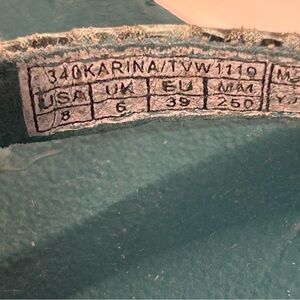 340KARINA/TVW1119
USA UK EU MM
8 6 39 250